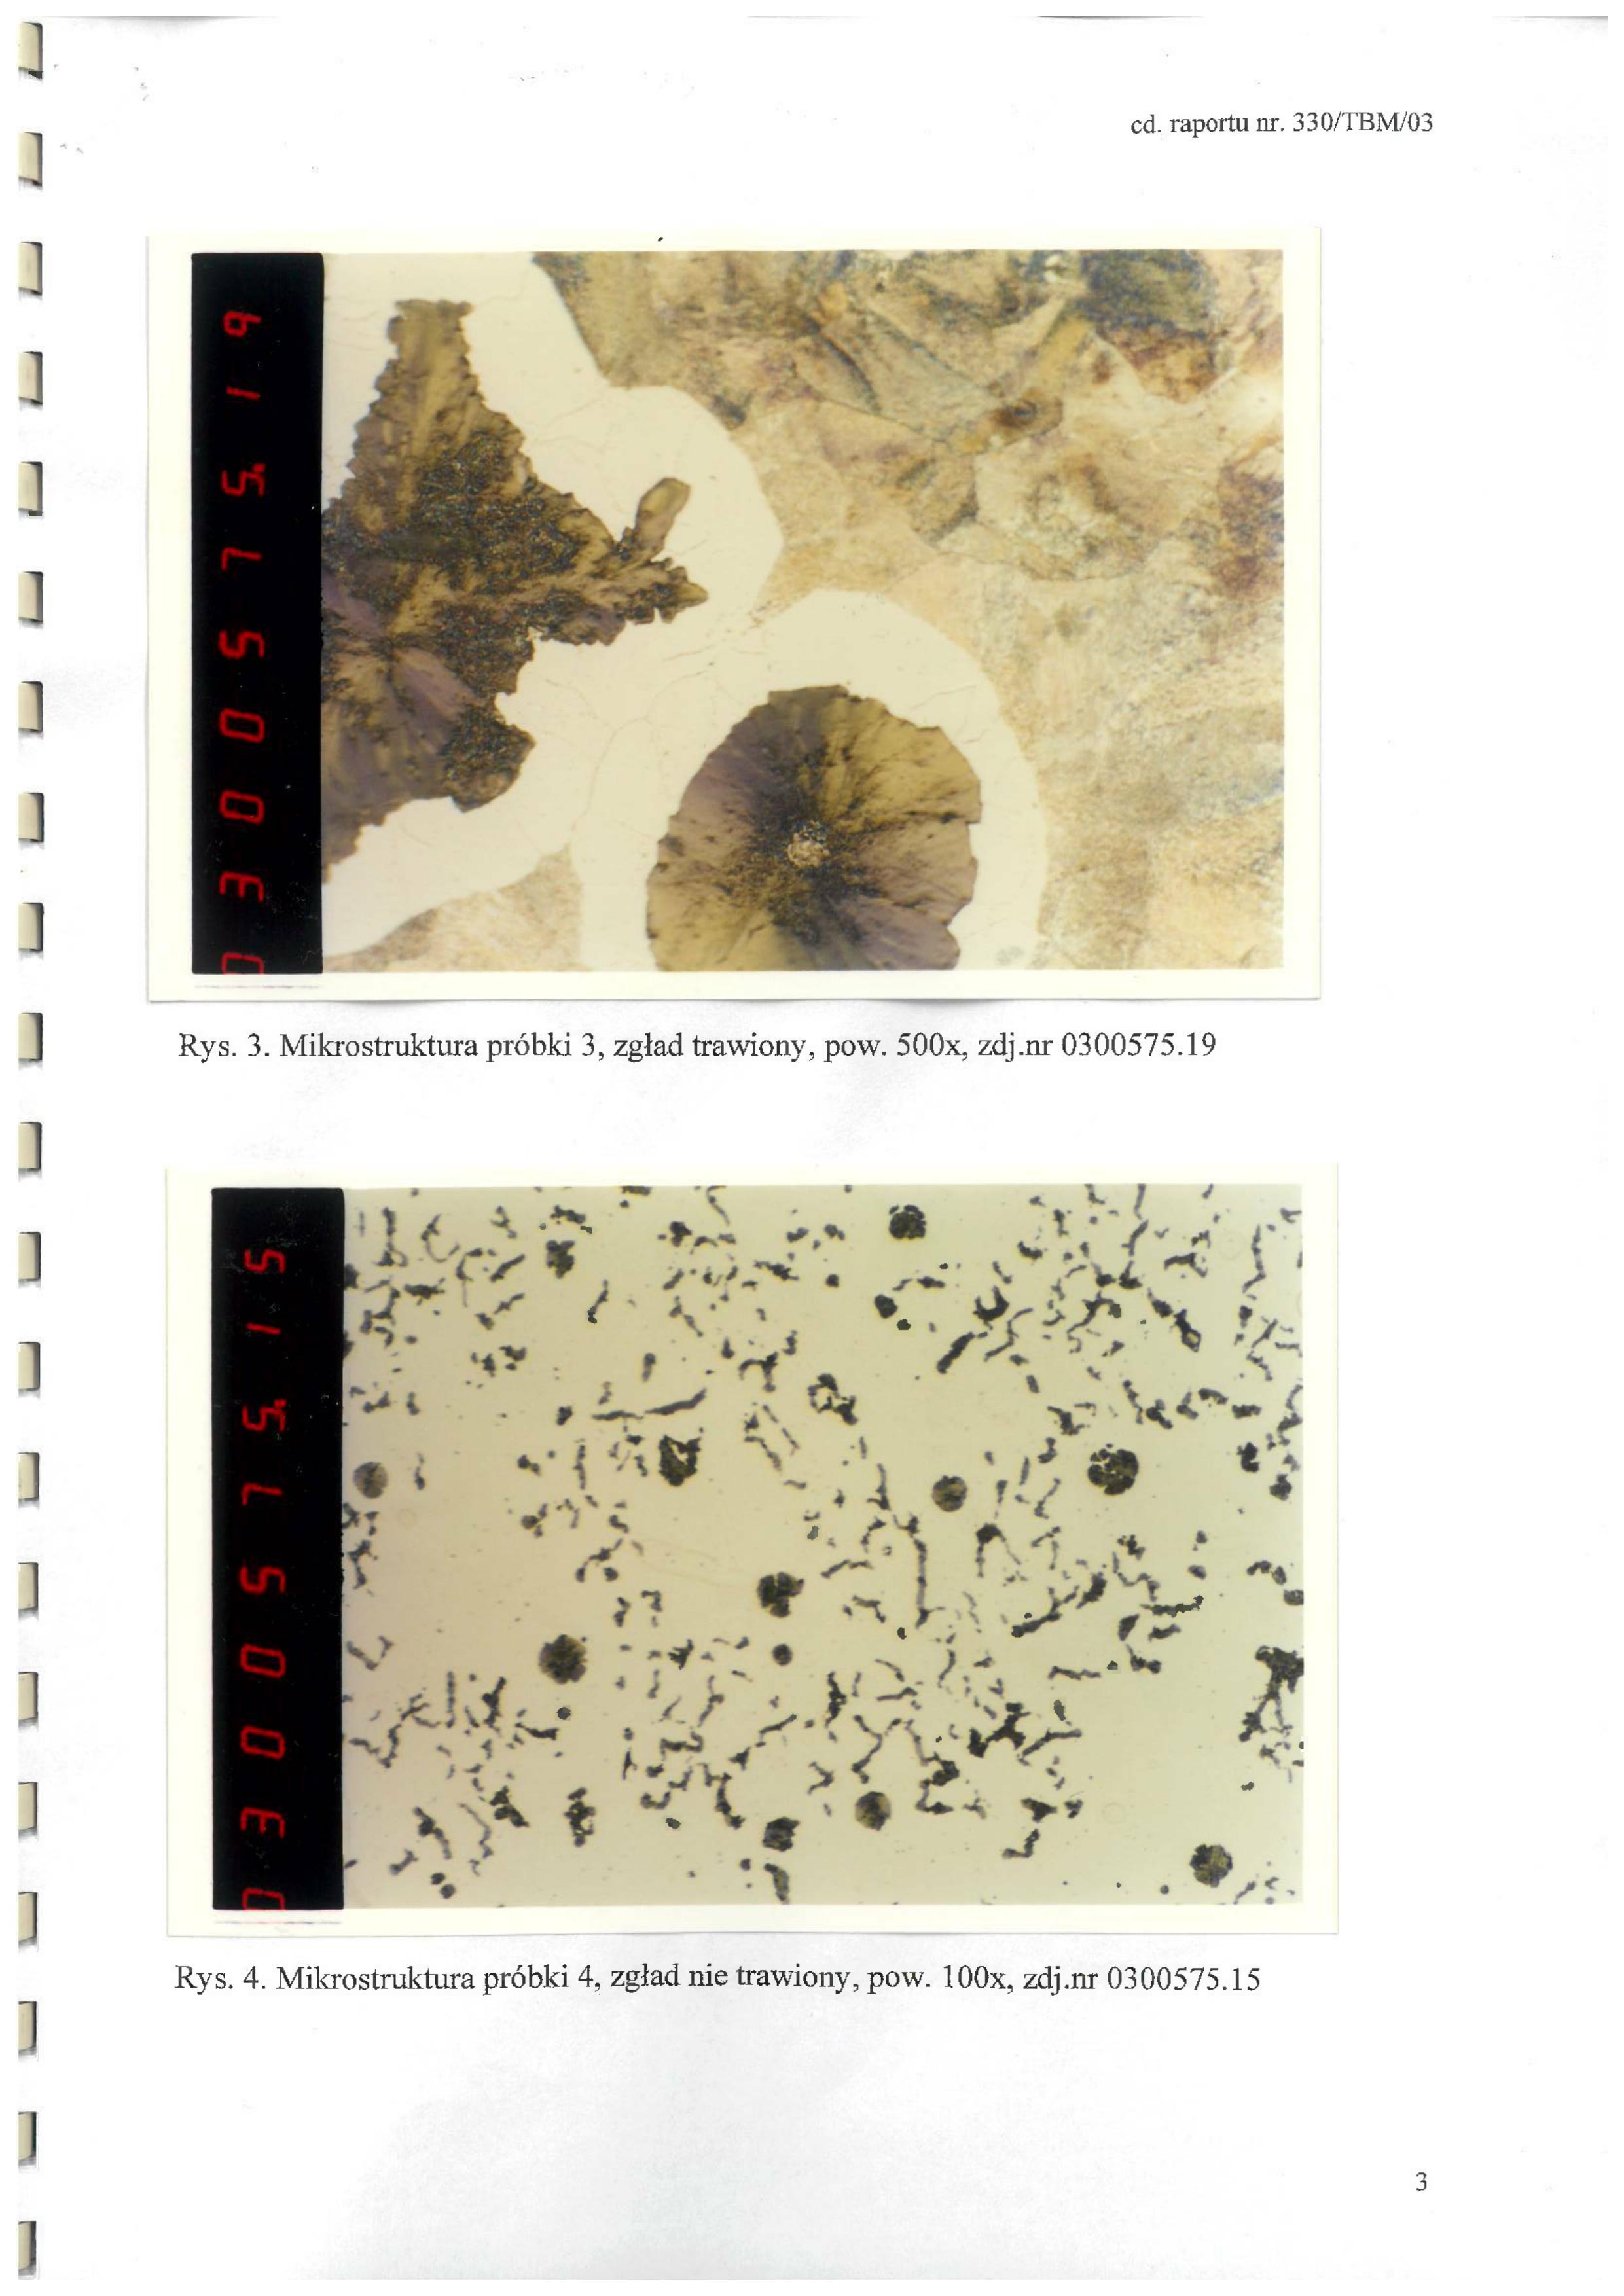 cd. raportu nr. 330/TBM/03
0300575.19
Rys. 3. Mikrostruktura próbki 3, zgład trawiony, pow. 500x, zdj.nr 0300575.19
0300575.15
Rys. 4. Mikrostruktura próbki 4, zgład nie trawiony, pow. 100x, zdj.nr 0300575.15
3